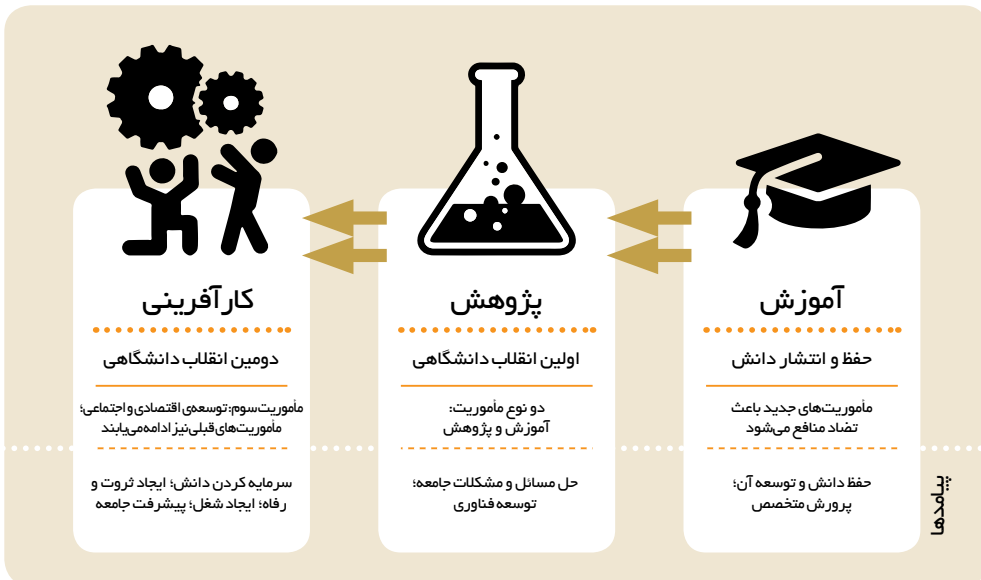 آموزش
حفظ و انتشار دانش
مأموریت‌های جدید باعث
تضاد منافع می‌شود
حفظ دانش و توسعه آن؛
پرورش متخصص
پژوهش
اولین انقلاب دانشگاهی
دو نوع مأموریت:
آموزش و پژوهش
حل مسائل و مشکلات جامعه؛
توسعه فناوری
کارآفرینی
دومین انقلاب دانشگاهی
مأموریت سوم: توسعه‌ی اقتصادی و اجتماعی؛
مأموریت‌های قبلی نیز ادامه می‌یابند
سرمایه کردن دانش؛ ایجاد ثروت و
رفاه؛ ایجاد شغل؛ پیشرفت جامعه
پیامدها